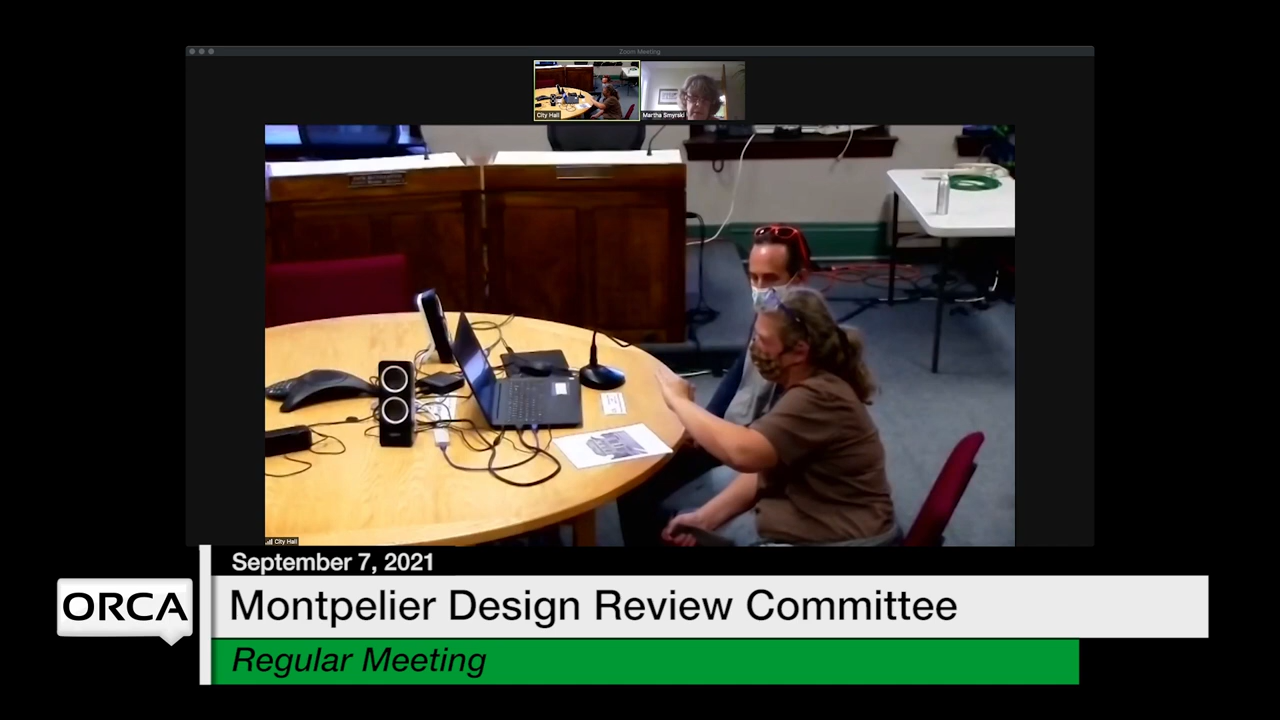 Zoom Meeting
City Hall
Martha Smyrski
City Hall
September 7, 2021
ORCA
Montpelier Design Review Committee
Regular Meeting